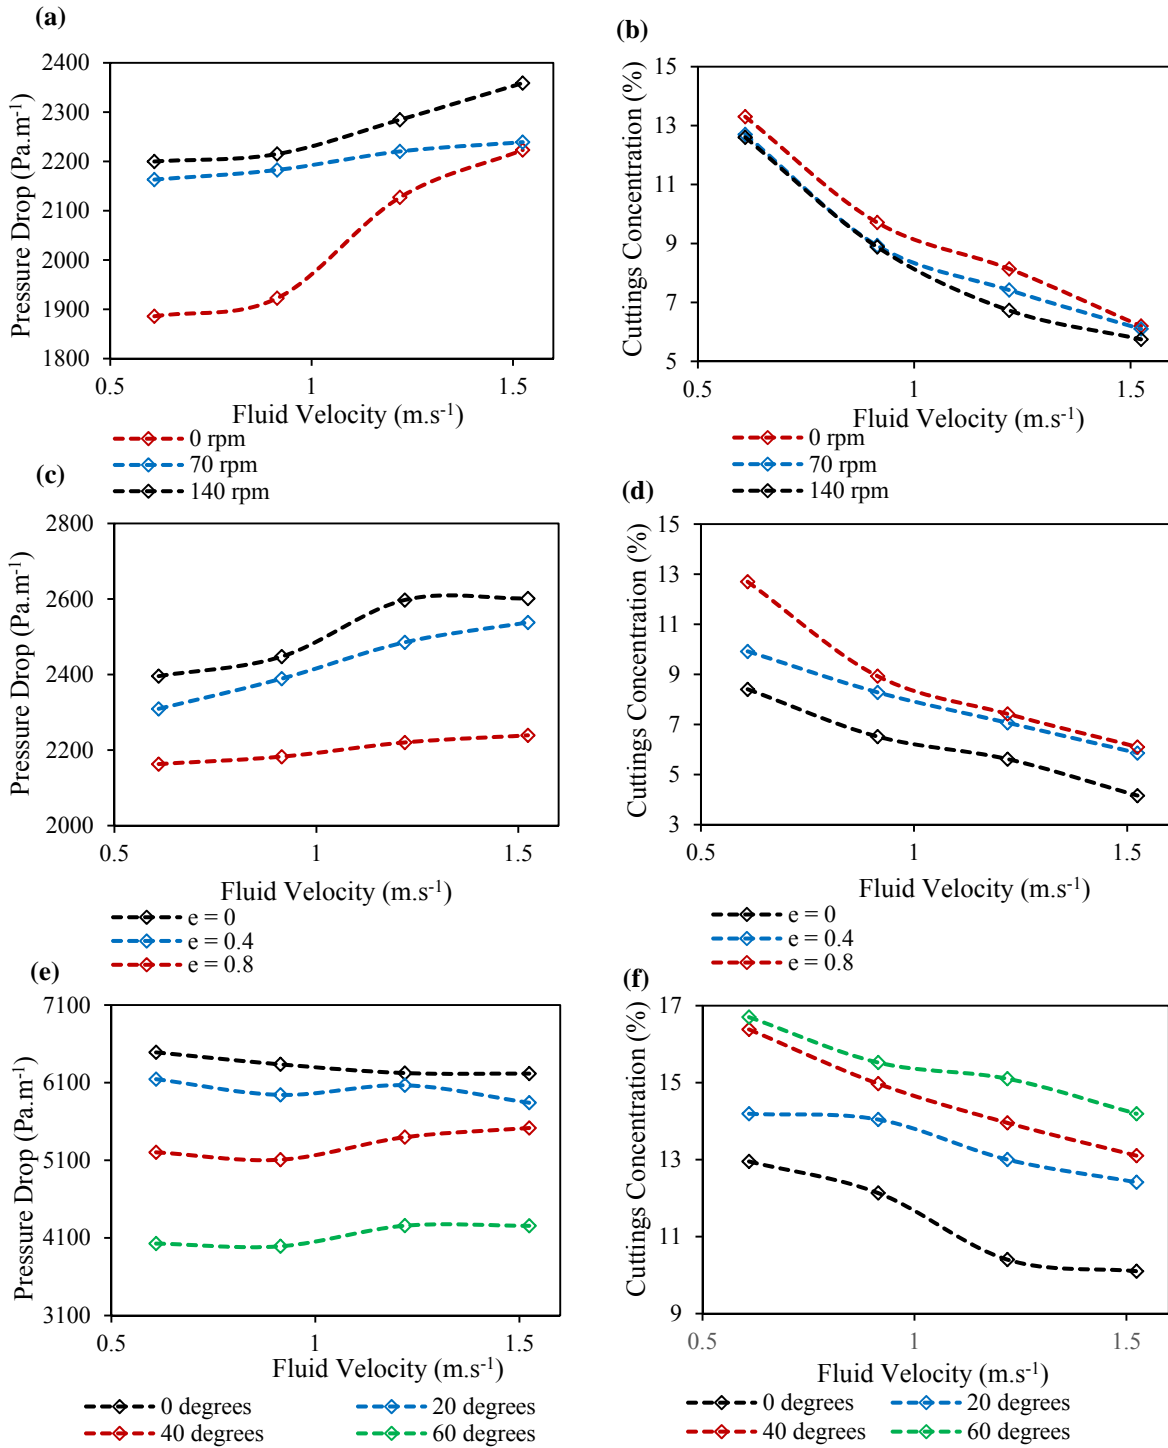 (a)
2400
2300
2200
2100
2000
1900
1800
Pressure Drop (Pa.m-1)
0.5 1 1.5
Fluid Velocity (m.s-1)
0 rpm
70 rpm
140 rpm
(b)
15
13
11
9
7
5
Cuttings Concentration (%)
0.5 1 1.5
Fluid Velocity (m.s-1)
0 rpm
70 rpm
140 rpm
(c)
2800
2600
2400
2200
2000
Pressure Drop (Pa.m-1)
0.5 1 1.5
Fluid Velocity (m.s-1)
e = 0
e = 0.4
e = 0.8
(d)
15
13
11
9
7
5
3
Cuttings Concentration (%)
0.5 1 1.5
Fluid Velocity (m.s-1)
e = 0
e = 0.4
e = 0.8
(e)
7100
6100
5100
4100
3100
Pressure Drop (Pa.m-1)
0.5 1 1.5
Fluid Velocity (m.s-1)
0 degrees 20 degrees
40 degrees 60 degrees
(f)
17
15
13
11
9
Cuttings Concentration (%)
0.5 1 1.5
Fluid Velocity (m.s-1)
0 degrees 20 degrees
40 degrees 60 degrees